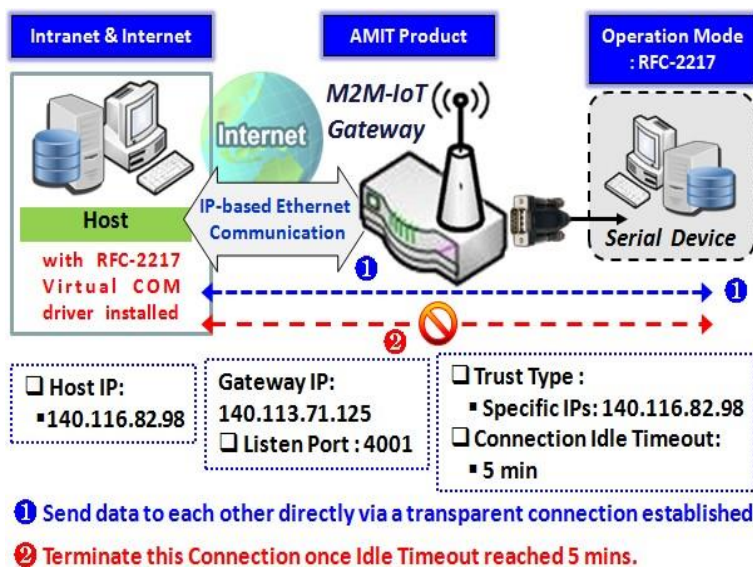 Intranet & Internet
AMIT Product
Operation Mode
: RFC-2217
M2M-IoT
Gateway
Internet
Host
IP-based Ethernet
Communication
Serial Device
with RFC-2217
Virtual COM
driver installed
❶
❶
❷
❑ Host IP:
▪140.116.82.98
Gateway IP:
140.113.71.125
❑ Listen Port : 4001
❑ Trust Type :
▪ Specific IPs: 140.116.82.98
❑ Connection Idle Timeout:
▪ 5 min
❶ Send data to each other directly via a transparent connection established
❷ Terminate this Connection once Idle Timeout reached 5 mins.